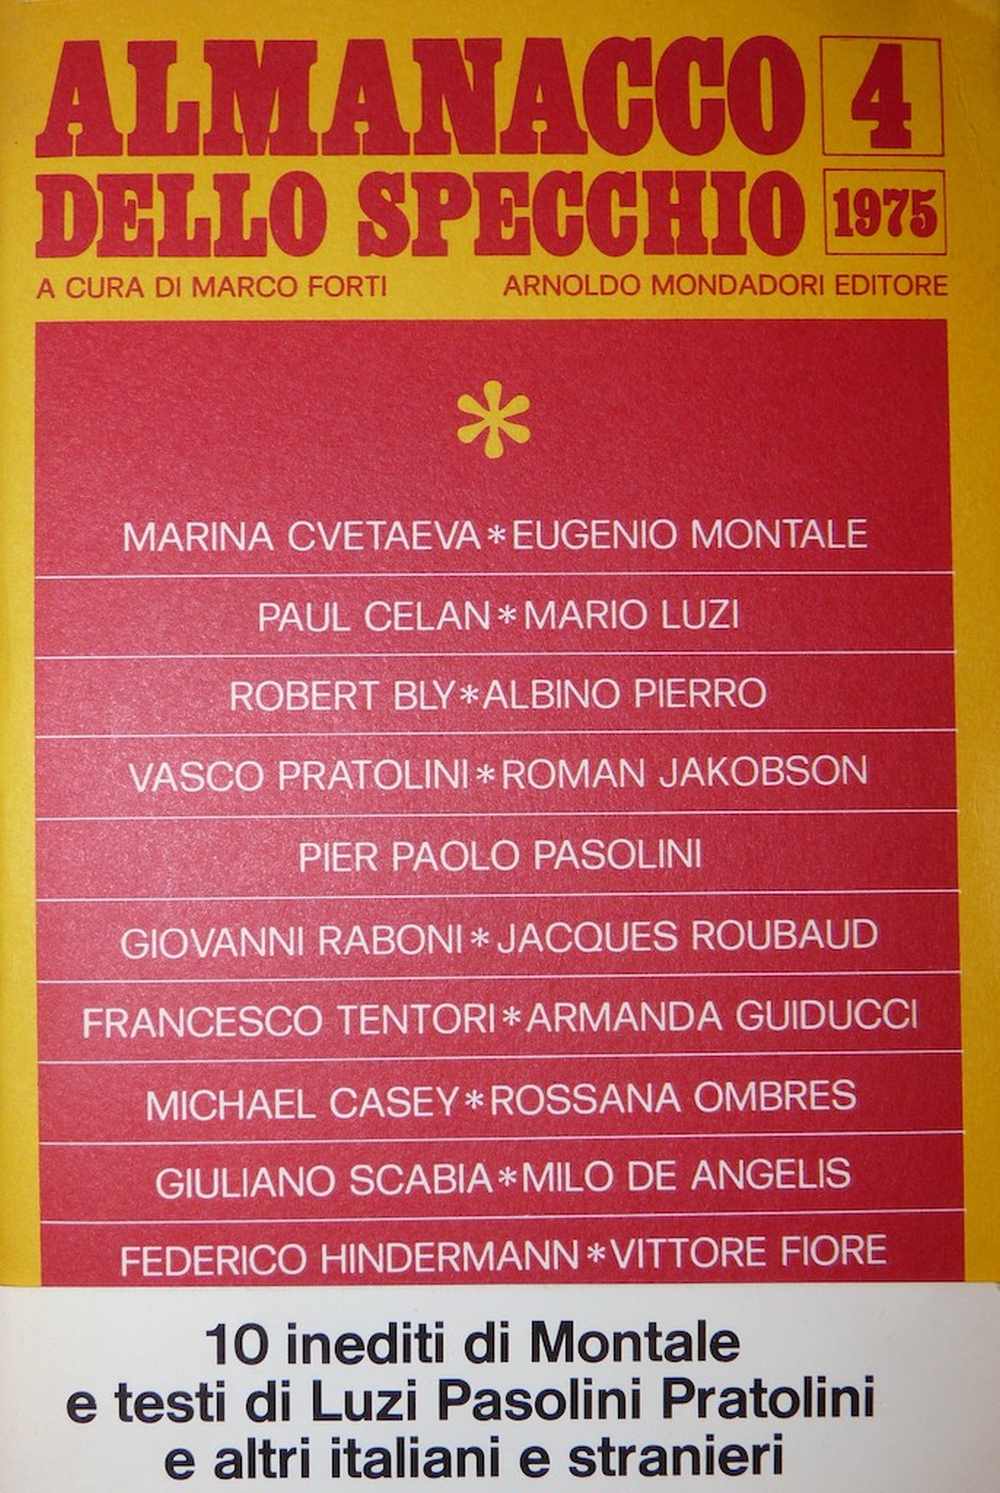 ALMANACCO 4
DELLO SPECCHIO 1975
A CURA DI MARCO FORTI ARNOLDO MONDADORI EDITORE
*
MARINA CVETAEVA*EUGENIO MONTALE
PAUL CELAN*MARIO LUZI
ROBERT BLY*ALBINO PIERRO
VASCO PRATOLINI*ROMAN JAKOBSON
PIER PAOLO PASOLINI
GIOVANNI RABONI*JACQUES ROUBAUD
FRANCESCO TENTORI*ARMANDA GUIDUCCI
MICHAEL CASEY*ROSSANA OMBRES
GIULIANO SCABIA*MILO DE ANGELIS
FEDERICO HINDERMANN*VITTORE FIORE
10 inediti di Montale
e testi di Luzi Pasolini Pratolini
e altri italiani e stranieri